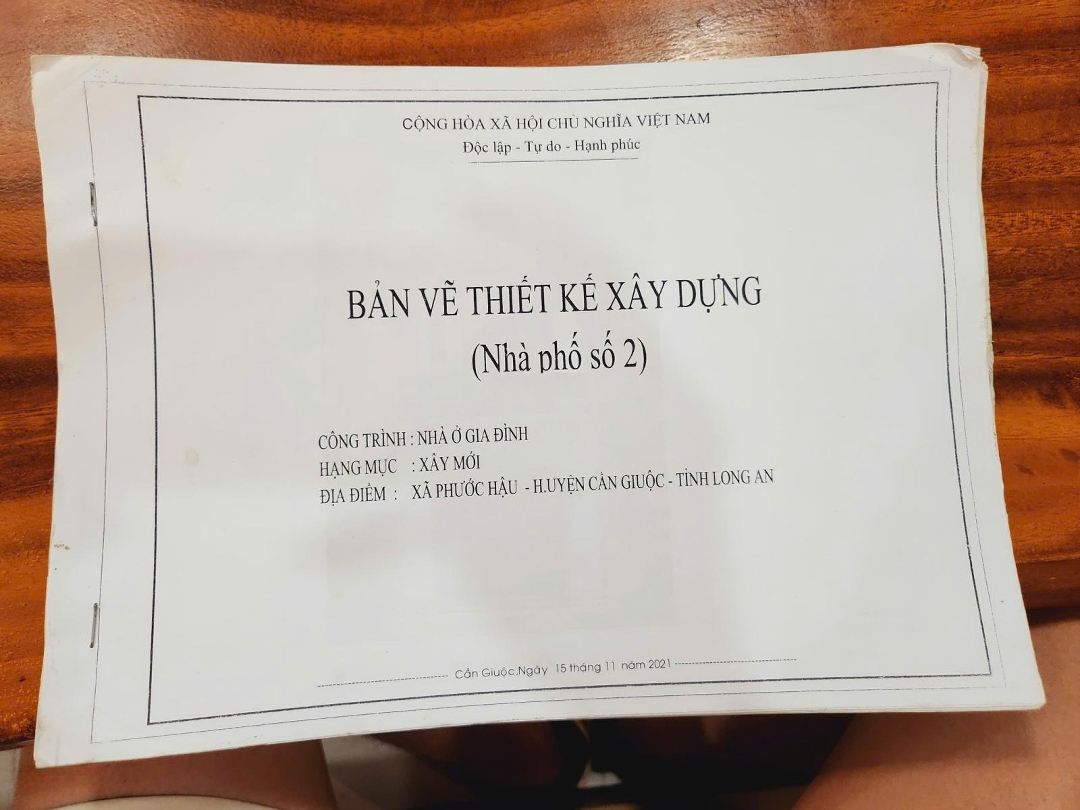 CỘNG HÒA XÃ HỘI CHỦ NGHĨA VIỆT NAM
Độc lập - Tự do - Hạnh phúc
BẢN VẼ THIẾT KẾ XÂY DỰNG
(Nhà phố số 2)
CÔNG TRÌNH : NHÀ Ở GIA ĐÌNH
HẠNG MỤC : XÂY MỚI
ĐỊA ĐIỂM : XÃ PHƯỚC HẬU - H.UYỆN CẦN GIUỘC - TỈNH LONG AN
Cần Giuộc,Ngày 15 tháng 11 năm 2021